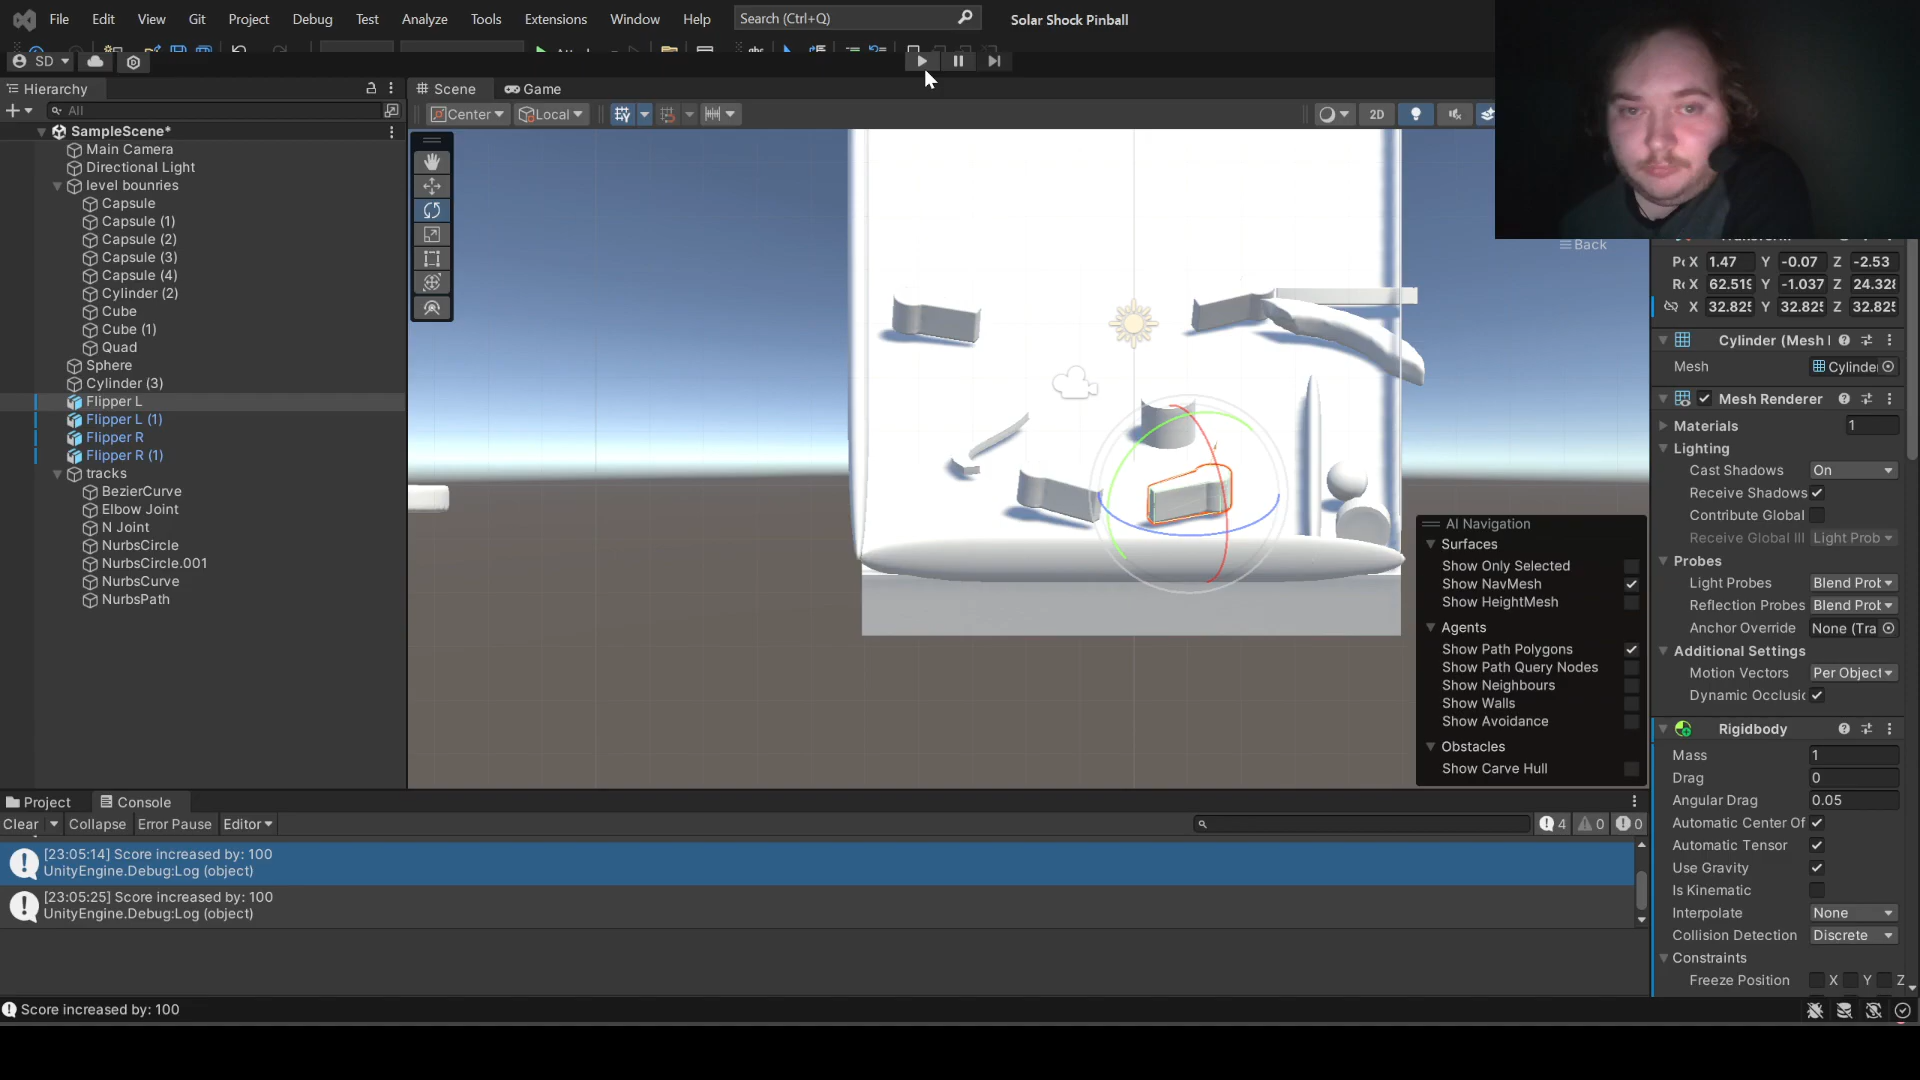 File Edit View Git Project Debug Test Analyze Tools Extensions Window Help Search (Ctrl+Q) Solar Shock Pinball
SD
Hierarchy
All
SampleScene*
Main Camera
Directional Light
level bounries
Capsule
Capsule (1)
Capsule (2)
Capsule (3)
Capsule (4)
Cylinder (2)
Cube
Cube (1)
Quad
Sphere
Cylinder (3)
Flipper L
Flipper L (1)
Flipper R
Flipper R (1)
tracks
BezierCurve
Elbow Joint
N Joint
NurbsCircle
NurbsCircle.001
NurbsCurve
NurbsPath
Scene Game
Center Local 2D
Back
AI Navigation
Surfaces
Show Only Selected
Show NavMesh
Show HeightMesh
Agents
Show Path Polygons
Show Path Query Nodes
Show Neighbours
Show Walls
Show Avoidance
Obstacles
Show Carve Hull
X 1.47 Y -0.07 Z -2.53
X 62.519 Y -1.037 Z 24.328
X 32.825 Y 32.825 Z 32.825
Cylinder (Mesh
Mesh Cylinde
Mesh Renderer
Materials 1
Lighting
Cast Shadows On
Receive Shadows
Contribute Global
Receive Global Ill Light Prob
Probes
Light Probes Blend Prob
Reflection Probes Blend Prob
Anchor Override None (Tra
Additional Settings
Motion Vectors Per Object
Dynamic Occlusic
Rigidbody
Mass 1
Drag 0
Angular Drag 0.05
Automatic Center Of
Automatic Tensor
Use Gravity
Is Kinematic
Interpolate None
Collision Detection Discrete
Constraints
Freeze Position X Y Z
Project Console
Clear Collapse Error Pause Editor 4 0 0
[23:05:14] Score increased by: 100
UnityEngine.Debug:Log (object)
[23:05:25] Score increased by: 100
UnityEngine.Debug:Log (object)
Score increased by: 100